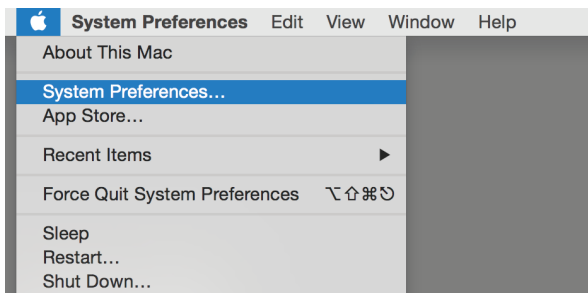 System Preferences Edit View Window Help
About This Mac
System Preferences...
App Store...
Recent Items ▶
Force Quit System Preferences ⌥⇧⌘⎋
Sleep
Restart...
Shut Down...